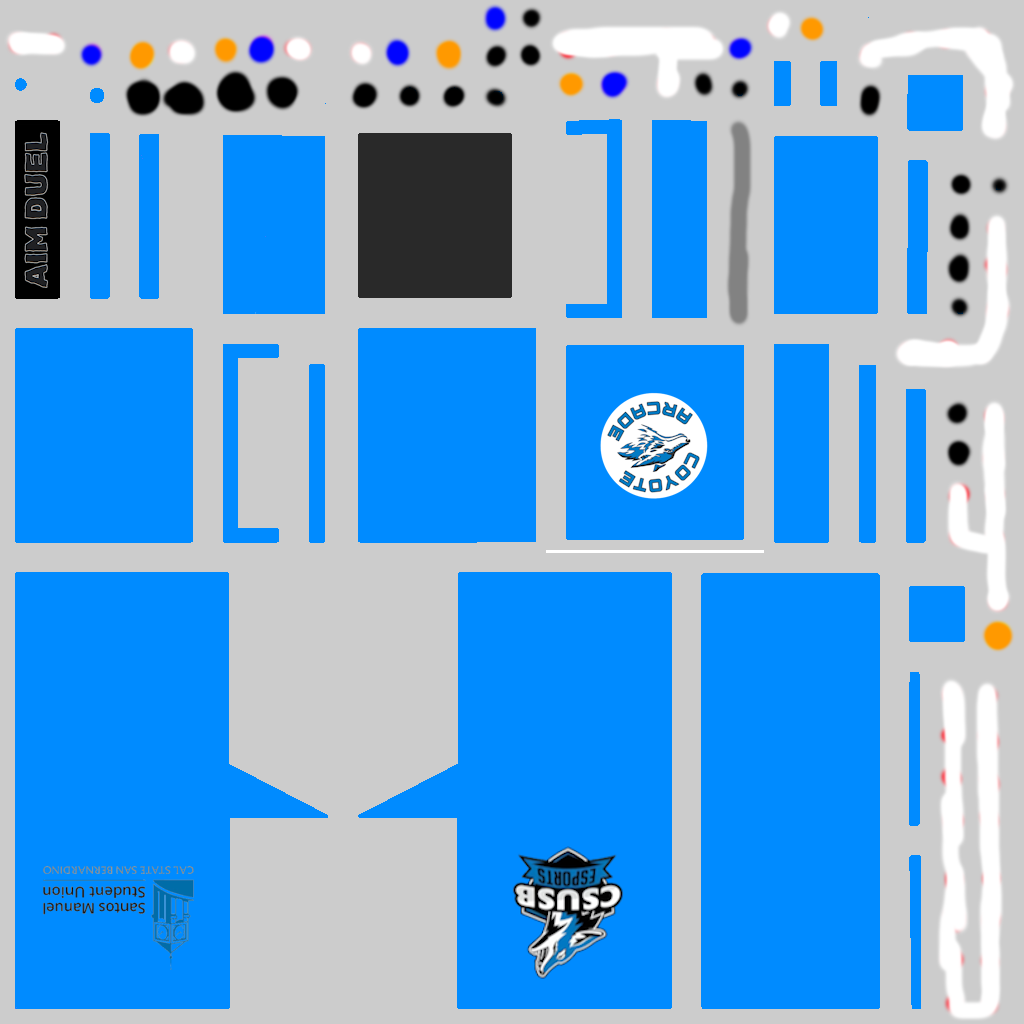 AIM DUEL
ARCADE
COYOTE
CAL STATE SAN BERNARDINO
Santos Manuel
Student Union
CSUSB
ESPORTS